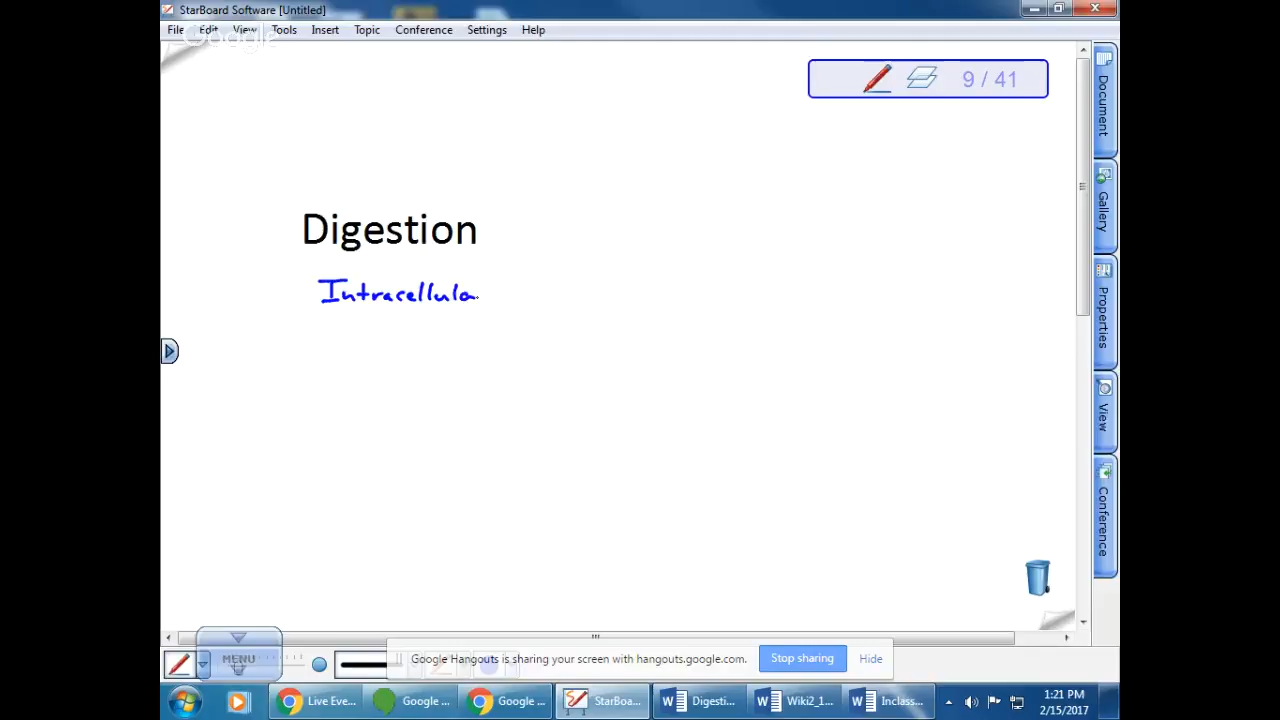 StarBoard Software [Untitled]
File Edit View Tools Insert Topic Conference Settings Help
Google
9 / 41
Document
Gallery
Properties
View
Conference
Digestion
Intracellula
MENU
Google Hangouts is sharing your screen with hangouts.google.com. Stop sharing Hide
Live Eve... Google ... Google ... StarBoa... Digesti... Wiki2_1... Inclass...
1:21 PM
2/15/2017